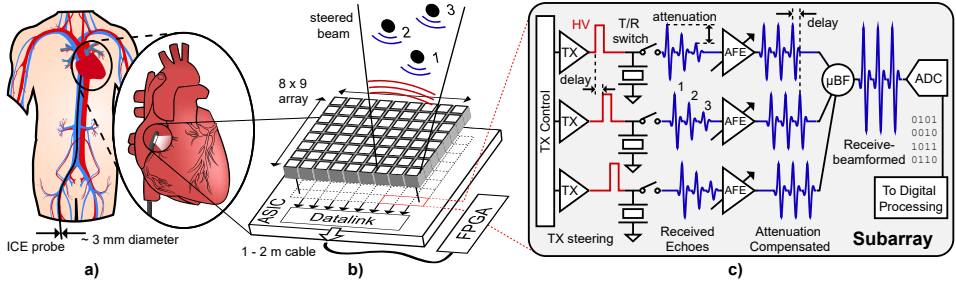 ICE probe
~ 3 mm diameter
a)
steered
beam
1
2
3
8 x 9
array
ASIC
Datalink
FPGA
1 - 2 m cable
b)
TX Control
HV
T/R
switch
attenuation
delay
TX
AFE
delay
1
2
3
TX
AFE
TX
AFE
µBF
ADC
Receive-
beamformed
0101
0010
1011
0110
To Digital
Processing
TX steering
Received
Echoes
Attenuation
Compensated
Subarray
c)